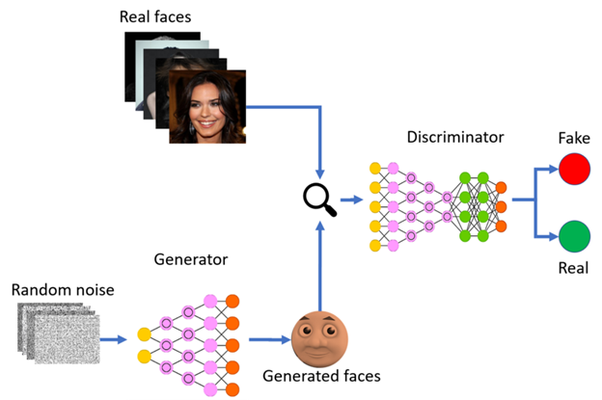 Real faces
Discriminator
Fake
Real
Generator
Random noise
Generated faces